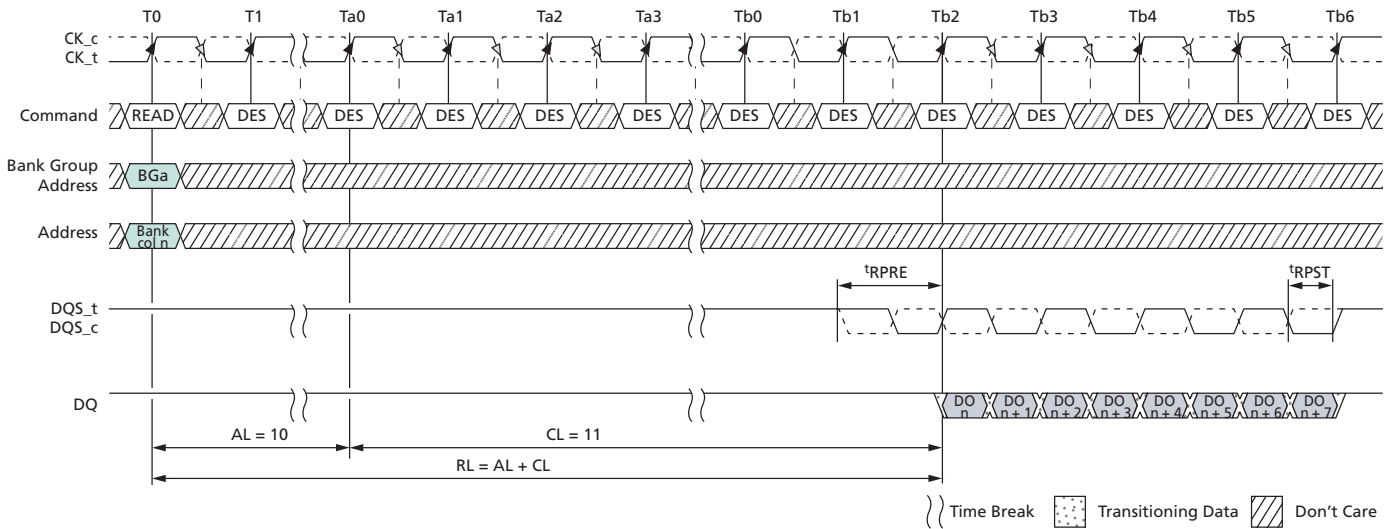 T0 T1 Ta0 Ta1 Ta2 Ta3 Tb0 Tb1 Tb2 Tb3 Tb4 Tb5 Tb6
CK_c
CK_t
Command READ DES DES DES DES DES DES DES DES DES DES DES DES
Bank Group
Address
BGa
Address
Bank
col n
tRPRE
tRPST
DQS_t
DQS_c
DQ
DO DO DO DO DO DO DO DO
n n + 1 n + 2 n + 3 n + 4 n + 5 n + 6 n + 7
AL = 10 CL = 11
RL = AL + CL
Time Break Transitioning Data Don't Care